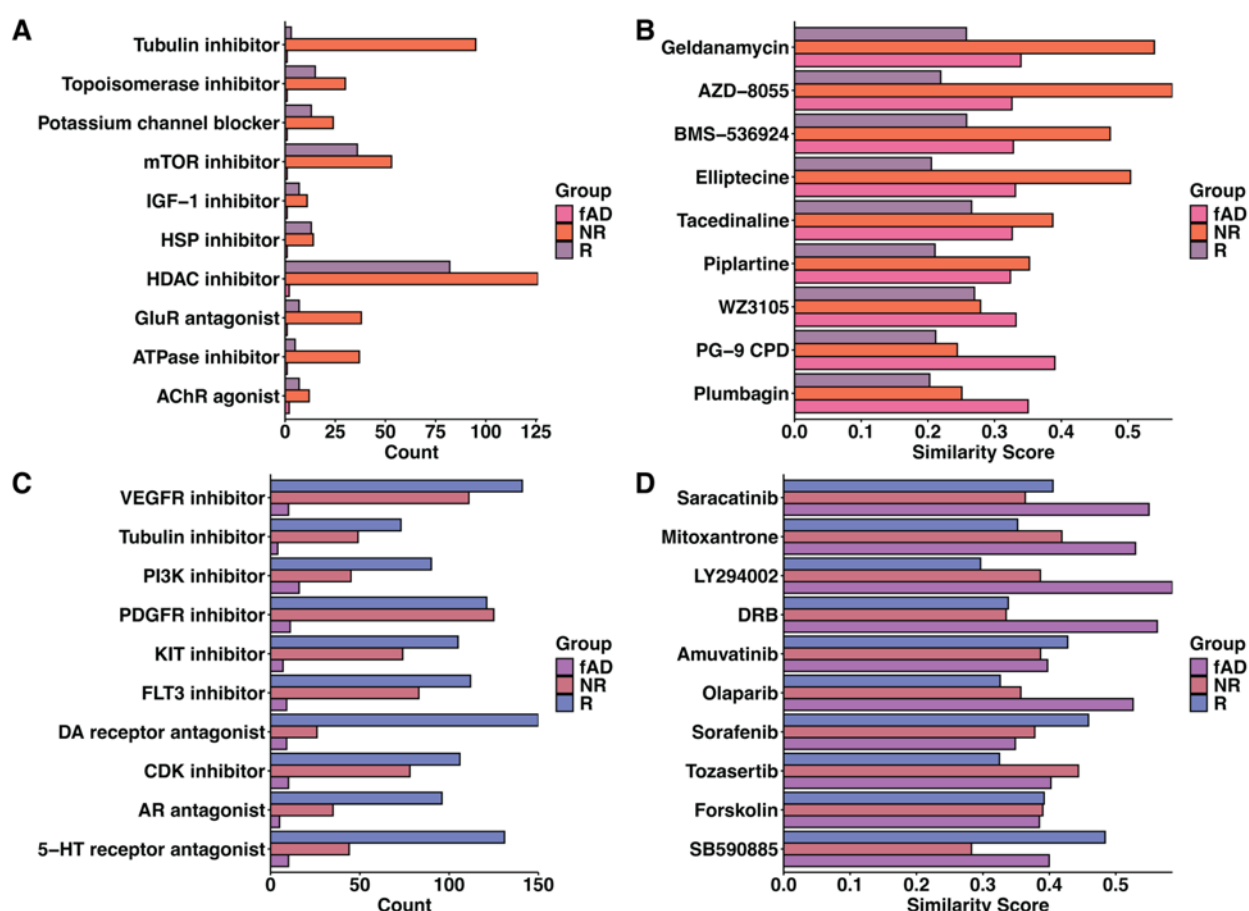 A
Tubulin inhibitor
Topoisomerase inhibitor
Potassium channel blocker
mTOR inhibitor
IGF−1 inhibitor
HSP inhibitor
HDAC inhibitor
GluR antagonist
ATPase inhibitor
AChR agonist
0 25 50 75 100 125
Count
Group
fAD
NR
R
B
Geldanamycin
AZD−8055
BMS−536924
Elliptecine
Tacedinaline
Piplartine
WZ3105
PG−9 CPD
Plumbagin
0.0 0.1 0.2 0.3 0.4 0.5
Similarity Score
Group
fAD
NR
R
C
VEGFR inhibitor
Tubulin inhibitor
PI3K inhibitor
PDGFR inhibitor
KIT inhibitor
FLT3 inhibitor
DA receptor antagonist
CDK inhibitor
AR antagonist
5−HT receptor antagonist
0 50 100 150
Count
Group
fAD
NR
R
D
Saracatinib
Mitoxantrone
LY294002
DRB
Amuvatinib
Olaparib
Sorafenib
Tozasertib
Forskolin
SB590885
0.0 0.1 0.2 0.3 0.4 0.5
Similarity Score
Group
fAD
NR
R